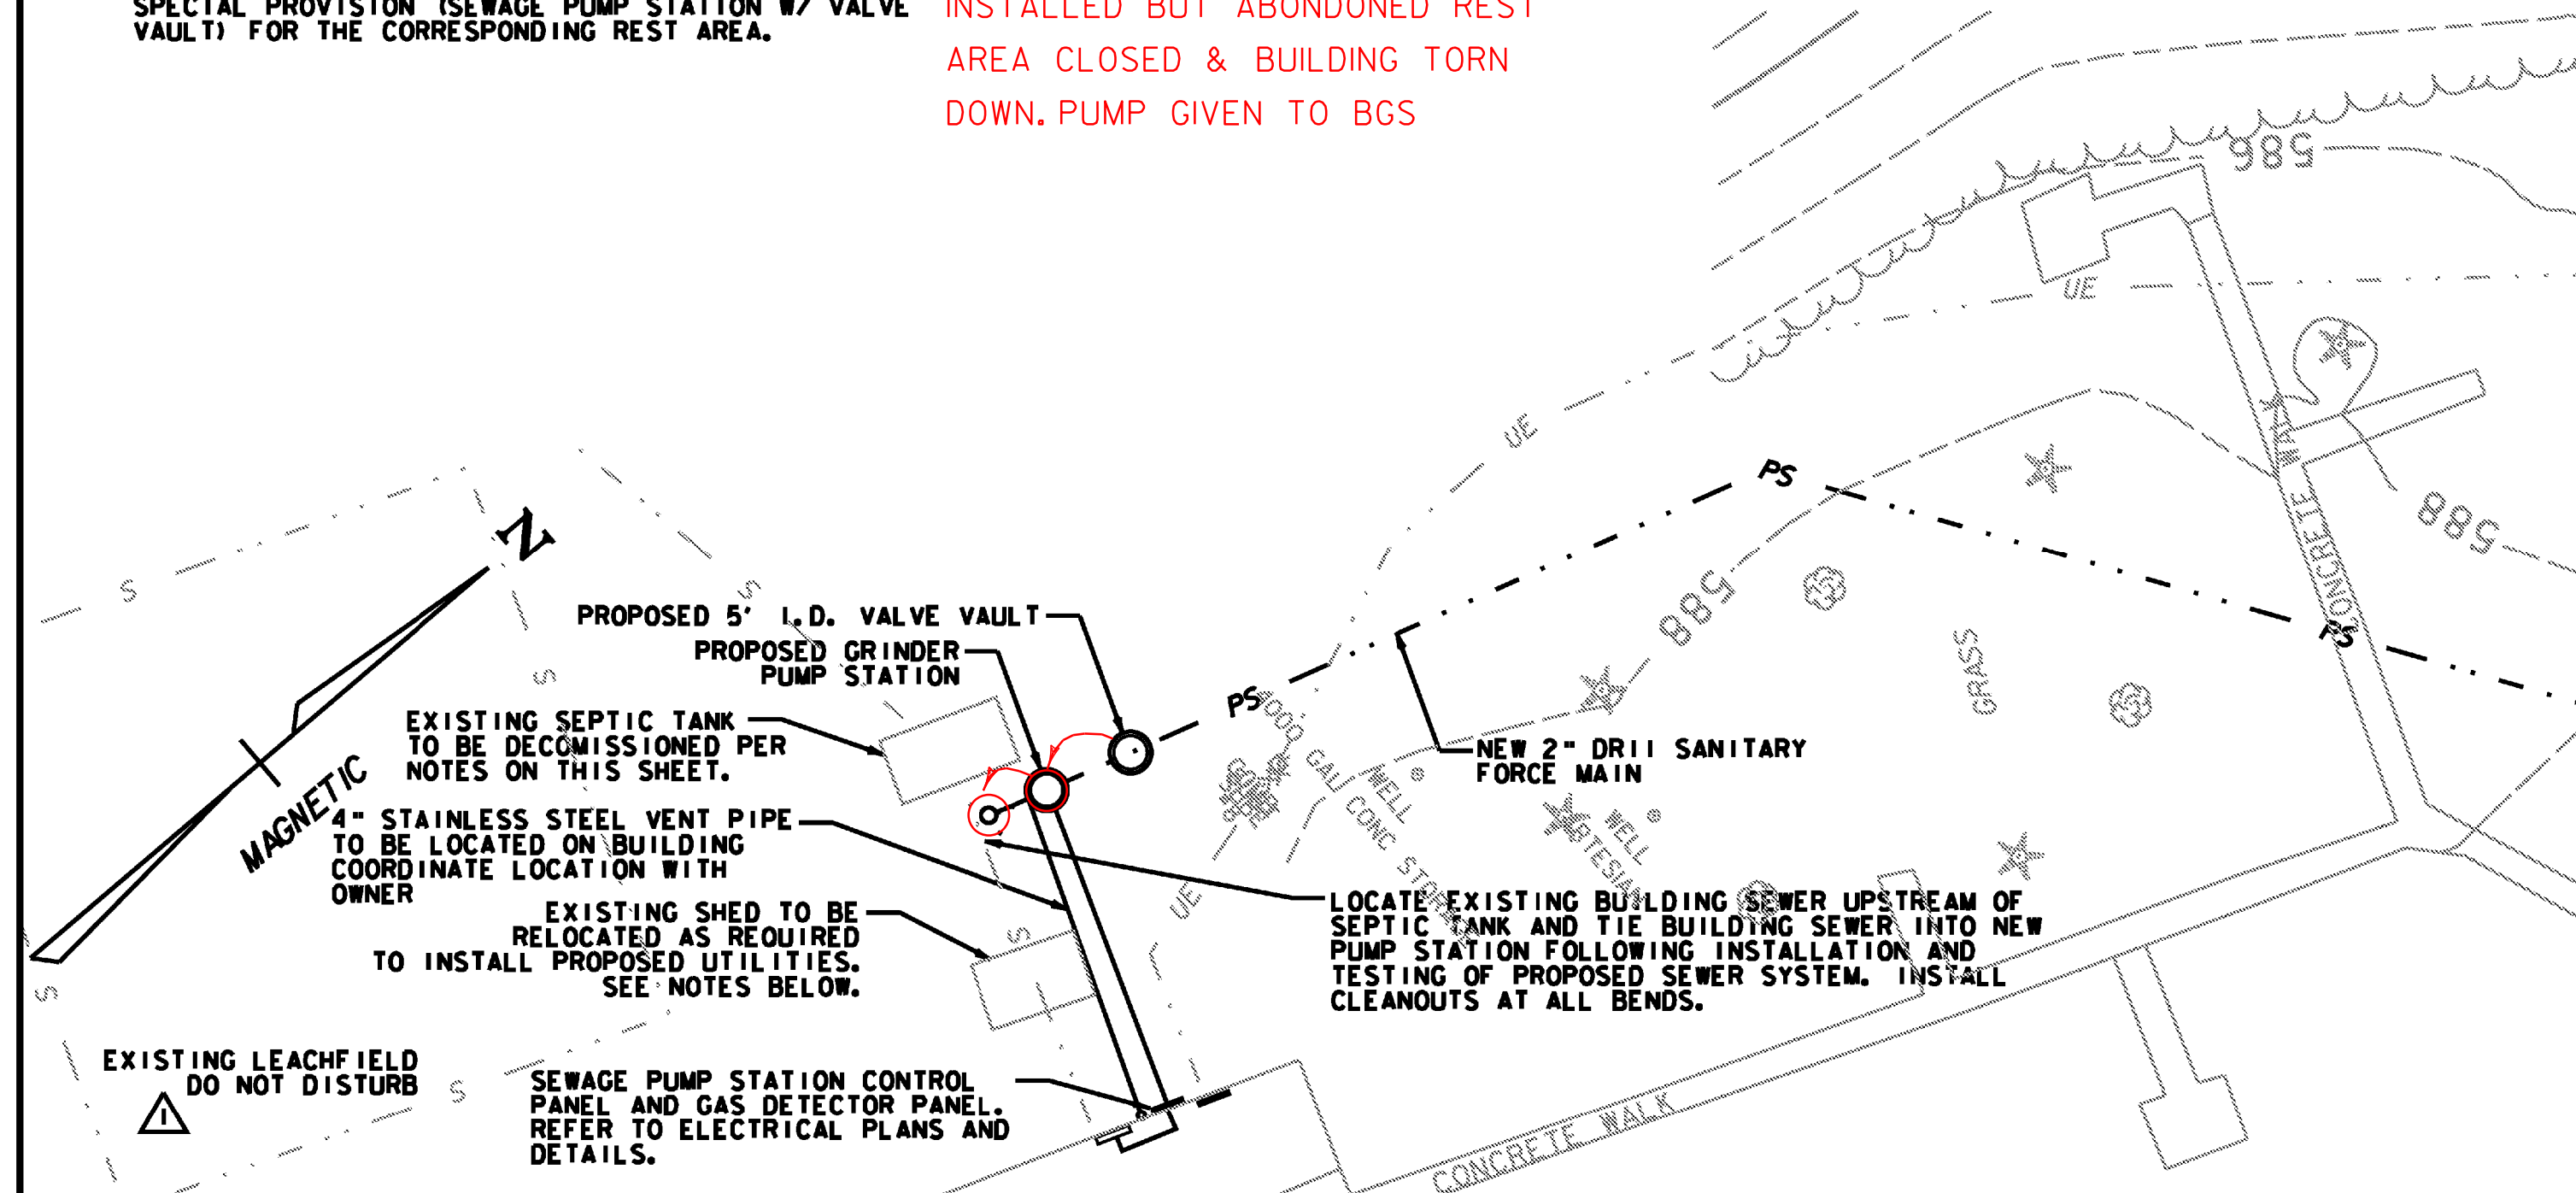 SPECIAL PROVISION (SEWAGE PUMP STATION W/ VALVE
VAULT) FOR THE CORRESPONDING REST AREA.
INSTALLED BUT ABONDONED REST
AREA CLOSED & BUILDING TORN
DOWN. PUMP GIVEN TO BGS
586
UE
UE
PS
588
588
CONCRETE WALK
PS
GRASS
N
MAGNETIC
S
S
S
PROPOSED 5' I.D. VALVE VAULT
PROPOSED GRINDER
PUMP STATION
EXISTING SEPTIC TANK
TO BE DECOMISSIONED PER
NOTES ON THIS SHEET.
4" STAINLESS STEEL VENT PIPE
TO BE LOCATED ON BUILDING
COORDINATE LOCATION WITH
OWNER
EXISTING SHED TO BE
RELOCATED AS REQUIRED
TO INSTALL PROPOSED UTILITIES.
SEE NOTES BELOW.
PS
NEW 2" DR11 SANITARY
FORCE MAIN
WELL
WELL
ARTESIAN
UE
S
LOCATE EXISTING BUILDING SEWER UPSTREAM OF
SEPTIC TANK AND TIE BUILDING SEWER INTO NEW
PUMP STATION FOLLOWING INSTALLATION AND
TESTING OF PROPOSED SEWER SYSTEM. INSTALL
CLEANOUTS AT ALL BENDS.
S
EXISTING LEACHFIELD
DO NOT DISTURB
S
SEWAGE PUMP STATION CONTROL
PANEL AND GAS DETECTOR PANEL.
REFER TO ELECTRICAL PLANS AND
DETAILS.
CONCRETE WALK